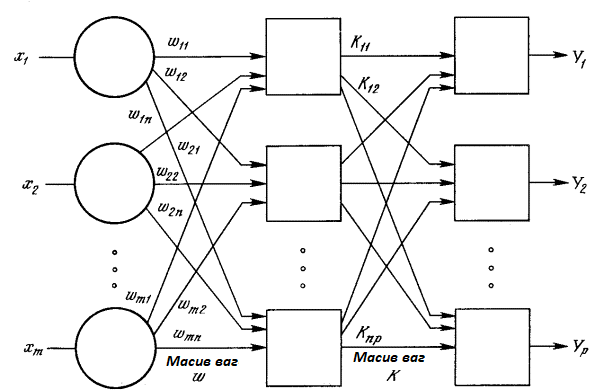 x1 w11 K11 Y1
w12 K12
w1n
w21
x2 w22 Y2
w2n
wm1
wm2
xm wmn Knp Yp
Масив ваг Масив ваг
w K